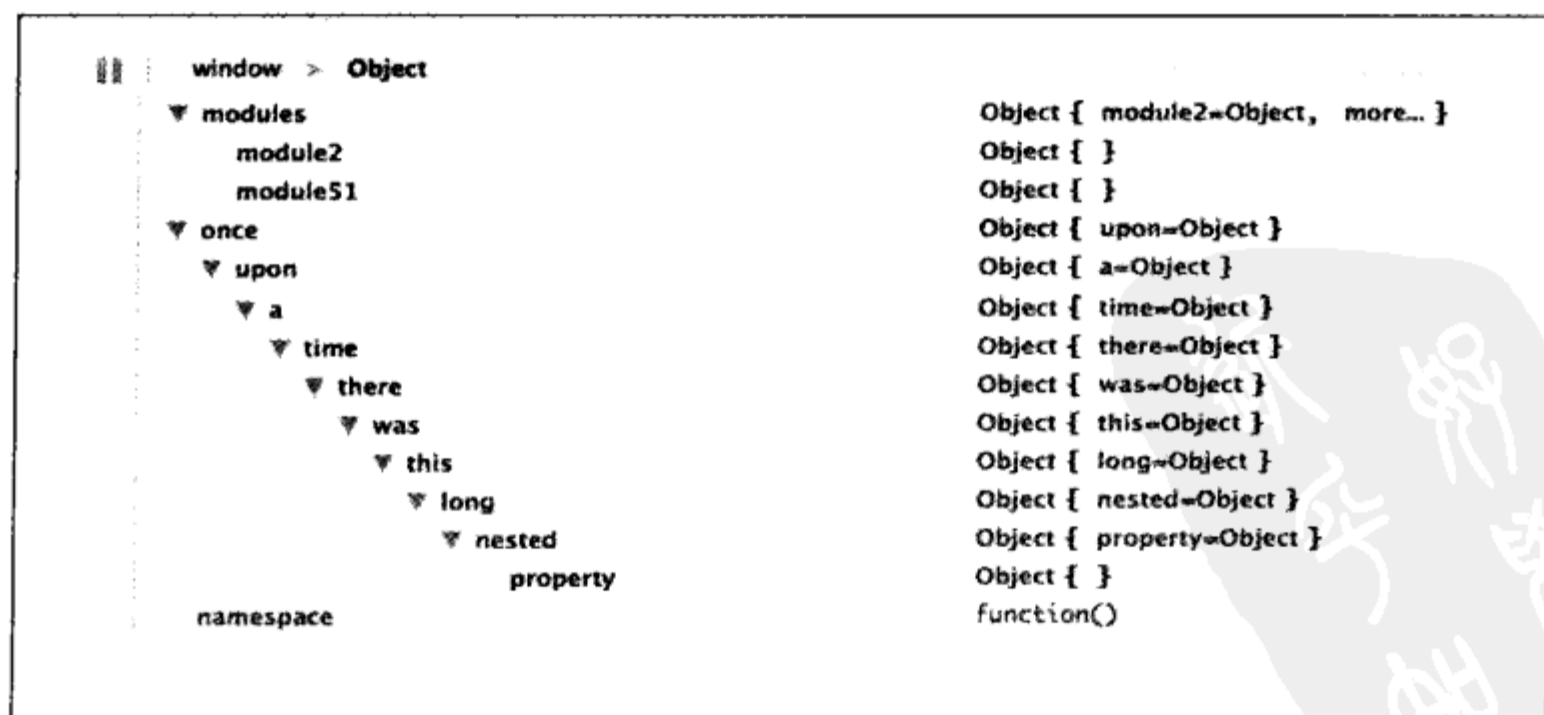 window > Object
modules Object { module2=Object, more... }
module2 Object { }
module51 Object { }
once Object { upon=Object }
upon Object { a=Object }
a Object { time=Object }
time Object { there=Object }
there Object { was=Object }
was Object { this=Object }
this Object { long=Object }
long Object { nested=Object }
nested Object { property=Object }
property Object { }
namespace function()